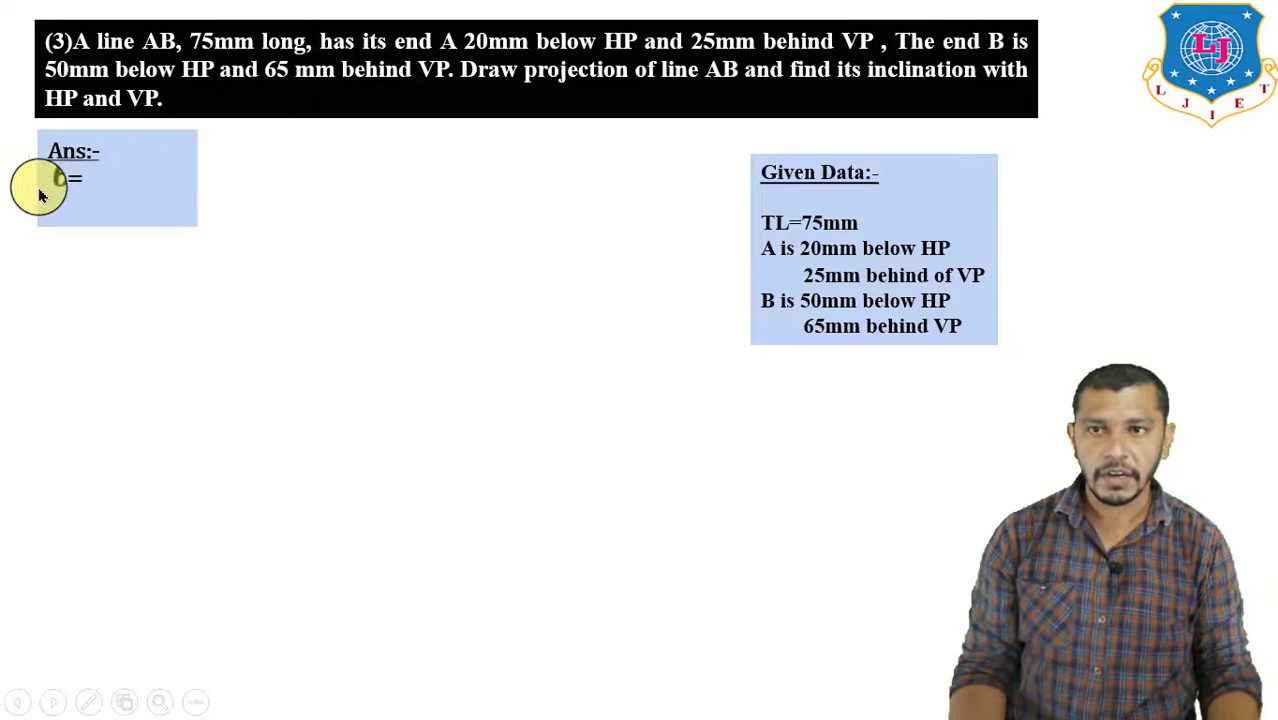 (3)A line AB, 75mm long, has its end A 20mm below HP and 25mm behind VP , The end B is
50mm below HP and 65 mm behind VP. Draw projection of line AB and find its inclination with
HP and VP.
LJ
L J I E T
Ans:-
=
Given Data:-
TL=75mm
A is 20mm below HP
25mm behind of VP
B is 50mm below HP
65mm behind VP